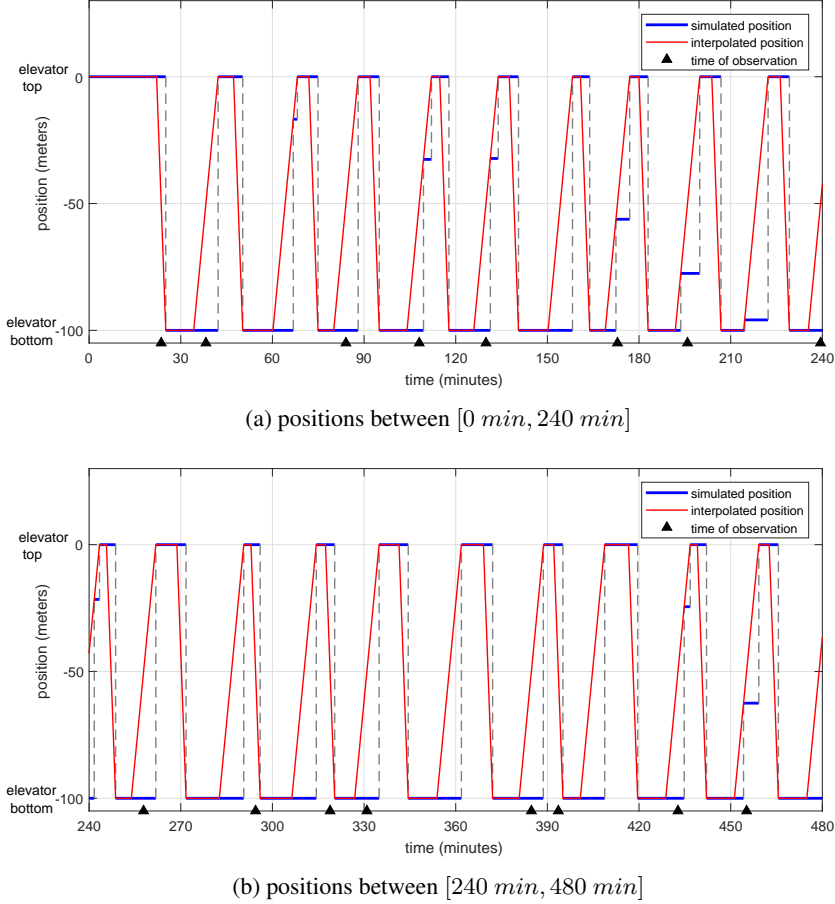 simulated position
interpolated position
time of observation
elevator
top
0
-50
position (meters)
elevator
bottom
-100
0 30 60 90 120 150 180 210 240
time (minutes)
(a) positions between [0 min, 240 min]
simulated position
interpolated position
time of observation
elevator
top
0
-50
position (meters)
elevator
bottom
-100
240 270 300 330 360 390 420 450 480
time (minutes)
(b) positions between [240 min, 480 min]